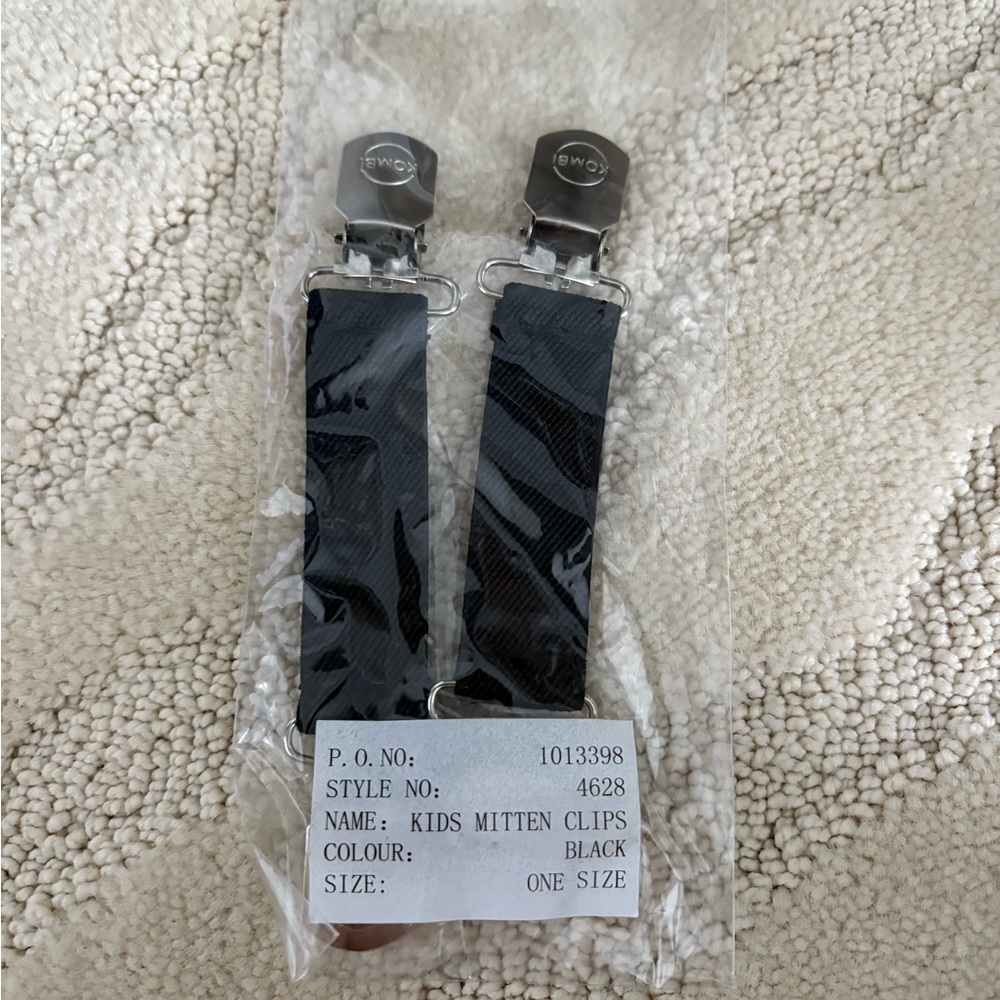 KOMBI
KOMBI
P.O.NO: 1013398
STYLE NO: 4628
NAME: KIDS MITTEN CLIPS
COLOUR: BLACK
SIZE: ONE SIZE